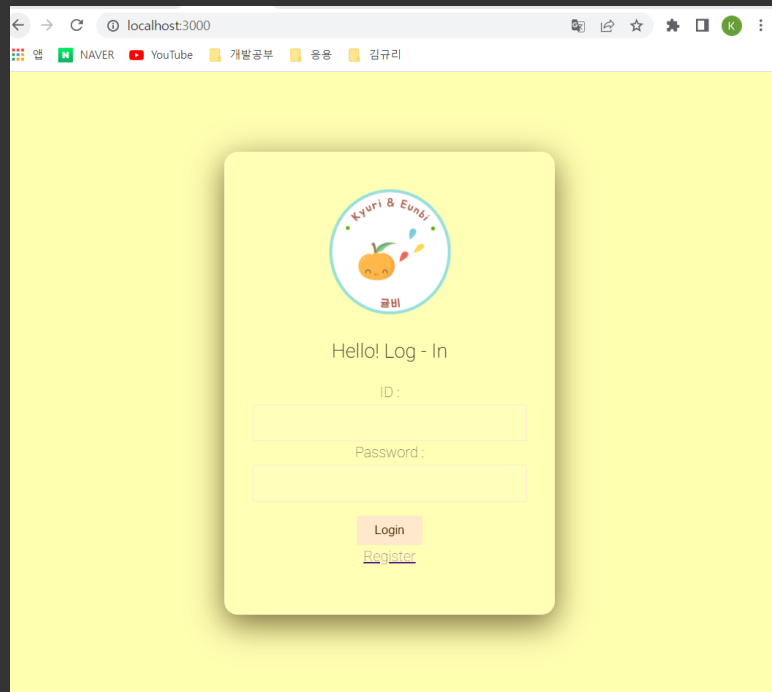 localhost:3000
K
앱 NAVER YouTube 개발공부 응용 김규리
Kyuri & Eunbi
귤비
Hello! Log - In
ID :
Password :
Login
Register